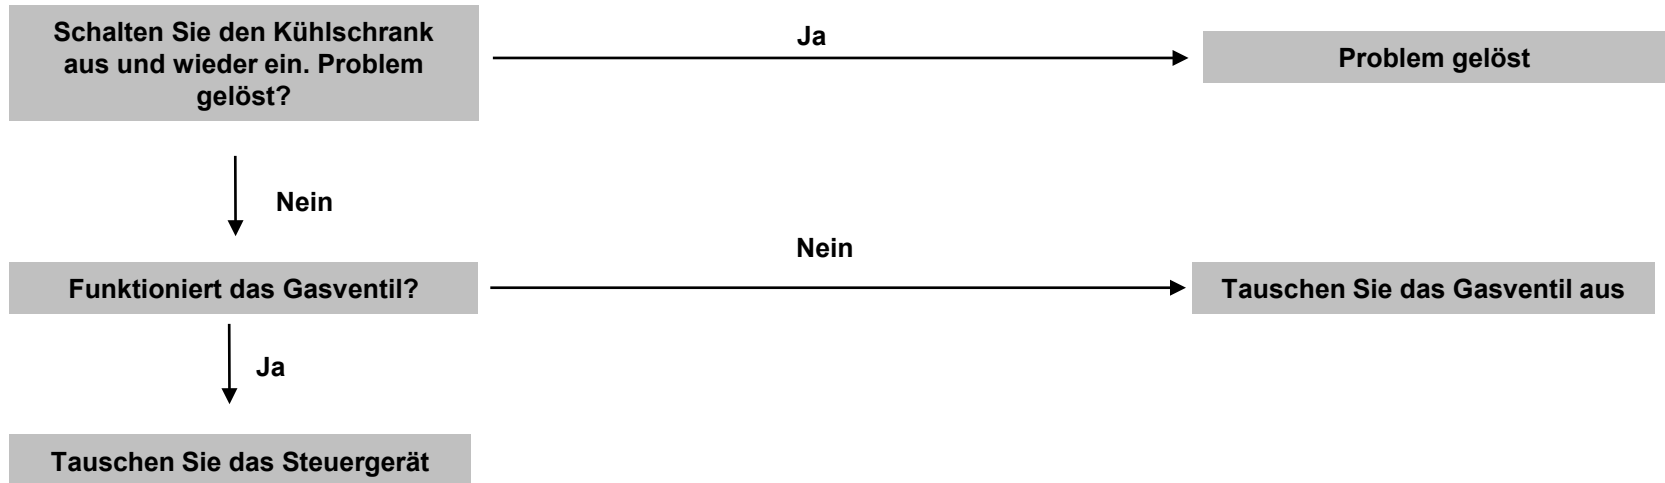 Schalten Sie den Kühlschrank
aus und wieder ein. Problem
gelöst?
Ja
Problem gelöst
Nein
Nein
Funktioniert das Gasventil?
Tauschen Sie das Gasventil aus
Ja
Tauschen Sie das Steuergerät